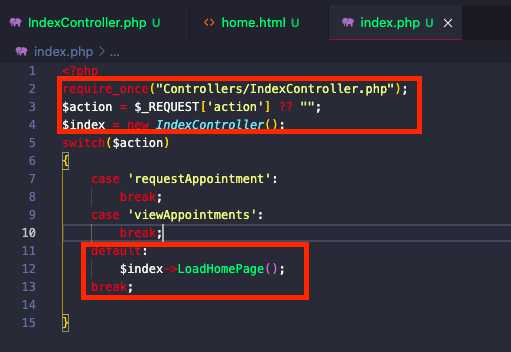 IndexController.php U
home.html U
index.php U ×
index.php > ...
1 <?php
2 require_once("Controllers/IndexController.php");
3 $action = $_REQUEST['action'] ?? "";
4 $index = new IndexController();
5 switch($action)
6 {
7 case 'requestAppointment':
8 break;
9 case 'viewAppointments':
10 break;
11 default:
12 $index->LoadHomePage();
13 break;
14
15 }